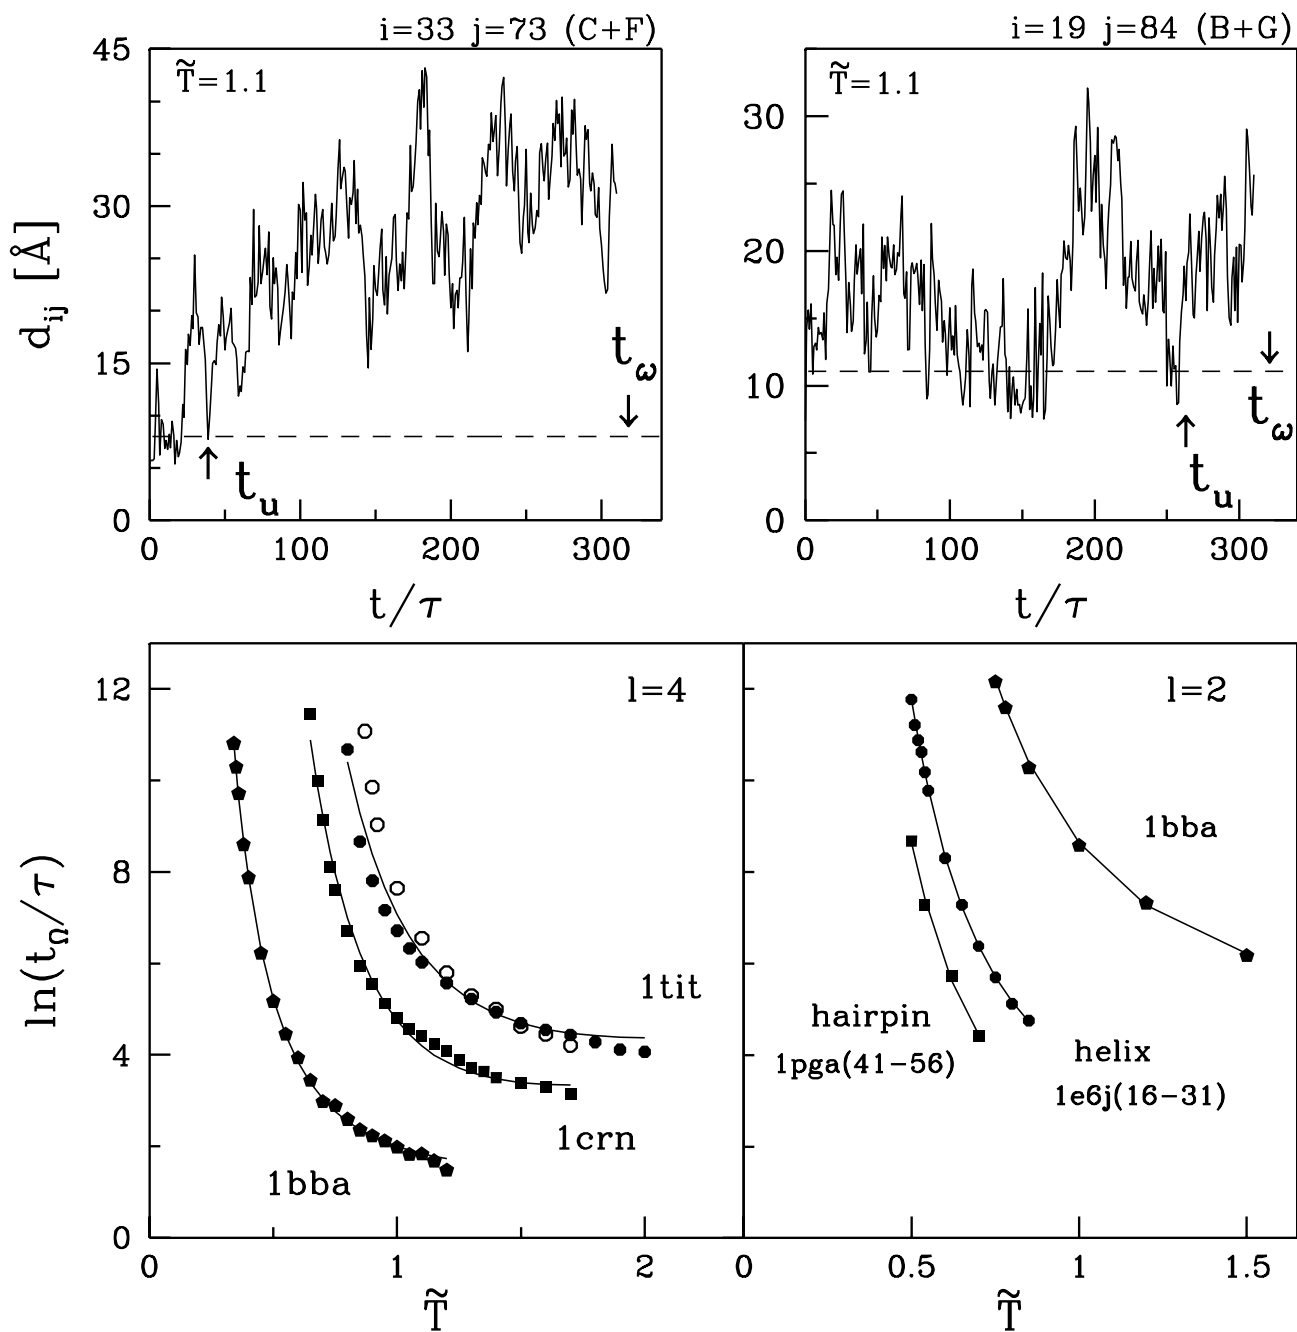 i=33 j=73 (C+F)
i=19 j=84 (B+G)
T̃=1.1
T̃=1.1
45
30
15
0
d_ij [Å]
t_ω
t_u
0 100 200 300
t/τ
30
20
10
0
t_ω
t_u
0 100 200 300
t/τ
12
8
4
0
ln(t_Ω/τ)
l=4
1tit
1crn
1bba
0 1 2
T̃
l=2
1bba
hairpin
1pga(41−56)
helix
1e6j(16−31)
0 0.5 1 1.5
T̃